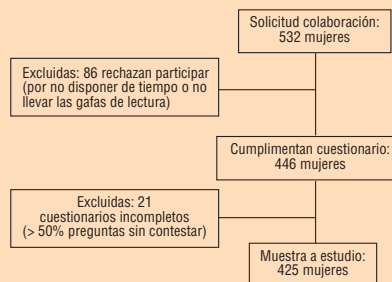 Solicitud colaboración:
532 mujeres
Excluidas: 86 rechazan participar
(por no disponer de tiempo o no
llevar las gafas de lectura)
Cumplimentan cuestionario:
446 mujeres
Excluidas: 21
cuestionarios incompletos
(> 50% preguntas sin contestar)
Muestra a estudio:
425 mujeres